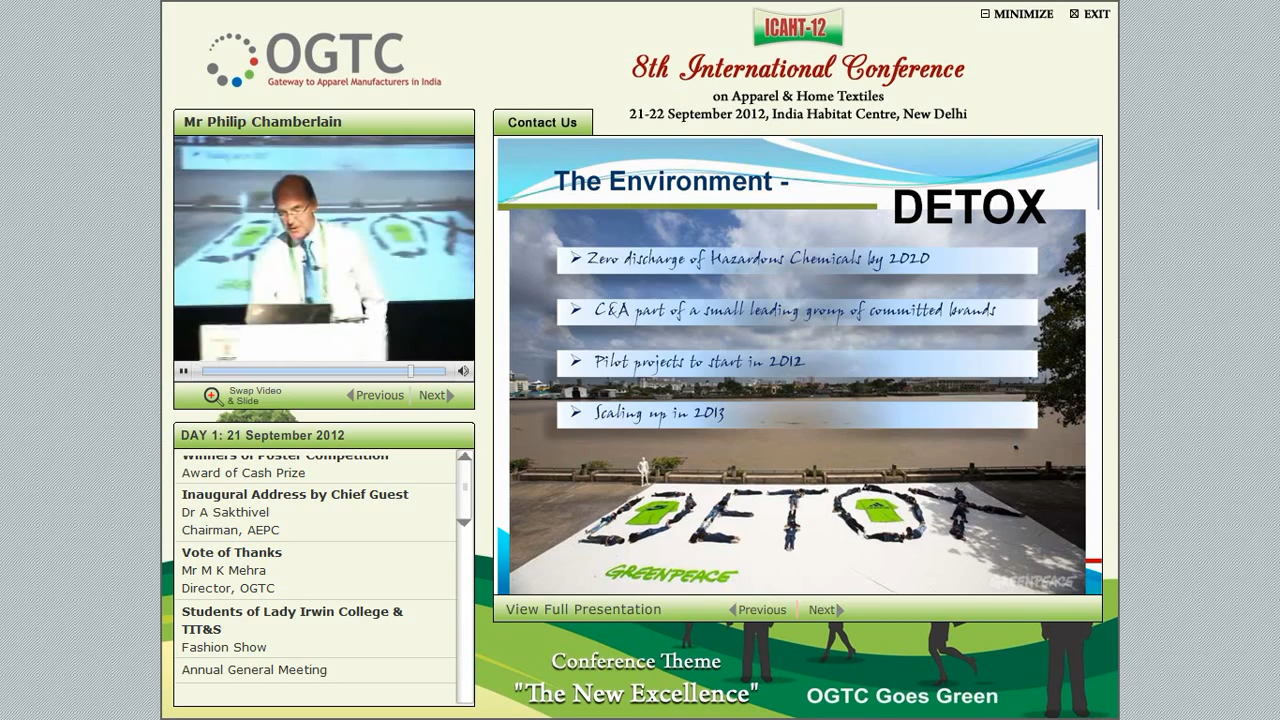 MINIMIZE EXIT
ICAHT-12
OGTC
Gateway to Apparel Manufacturers in India
8th International Conference
on Apparel & Home Textiles
21-22 September 2012, India Habitat Centre, New Delhi
Mr Philip Chamberlain
Contact Us
The Environment -
DETOX
Zero discharge of Hazardous Chemicals by 2020
C&A part of a small leading group of committed brands
Pilot projects to start in 2012
Scaling up in 2013
DETOX
GREENPEACE
GREENPEACE
Swap Video
& Slide
Previous Next
DAY 1: 21 September 2012
Winners of Poster Competition
Award of Cash Prize
Inaugural Address by Chief Guest
Dr A Sakthivel
Chairman, AEPC
Vote of Thanks
Mr M K Mehra
Director, OGTC
Students of Lady Irwin College &
TIT&S
Fashion Show
Annual General Meeting
View Full Presentation Previous Next
Conference Theme
"The New Excellence"
OGTC Goes Green